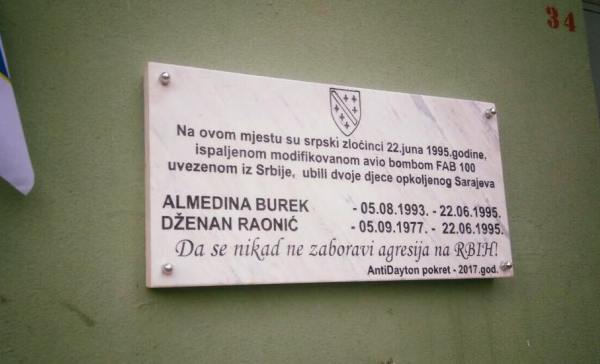 34
Na ovom mjestu su srpski zločinci 22.juna 1995.godine,
ispaljenom modifikovanom avio bombom FAB 100
uvezenom iz Srbije, ubili dvoje djece opkoljenog Sarajeva
ALMEDINA BUREK - 05.08.1993. - 22.06.1995.
DŽENAN RAONIĆ - 05.09.1977. - 22.06.1995.
Da se nikad ne zaboravi agresija na RBIH!
AntiDayton pokret - 2017.god.